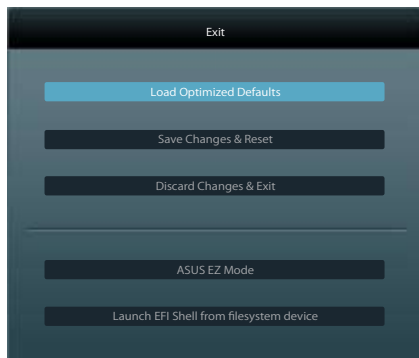 Exit
Load Optimized Defaults
Save Changes & Reset
Discard Changes & Exit
ASUS EZ Mode
Launch EFI Shell from filesystem device